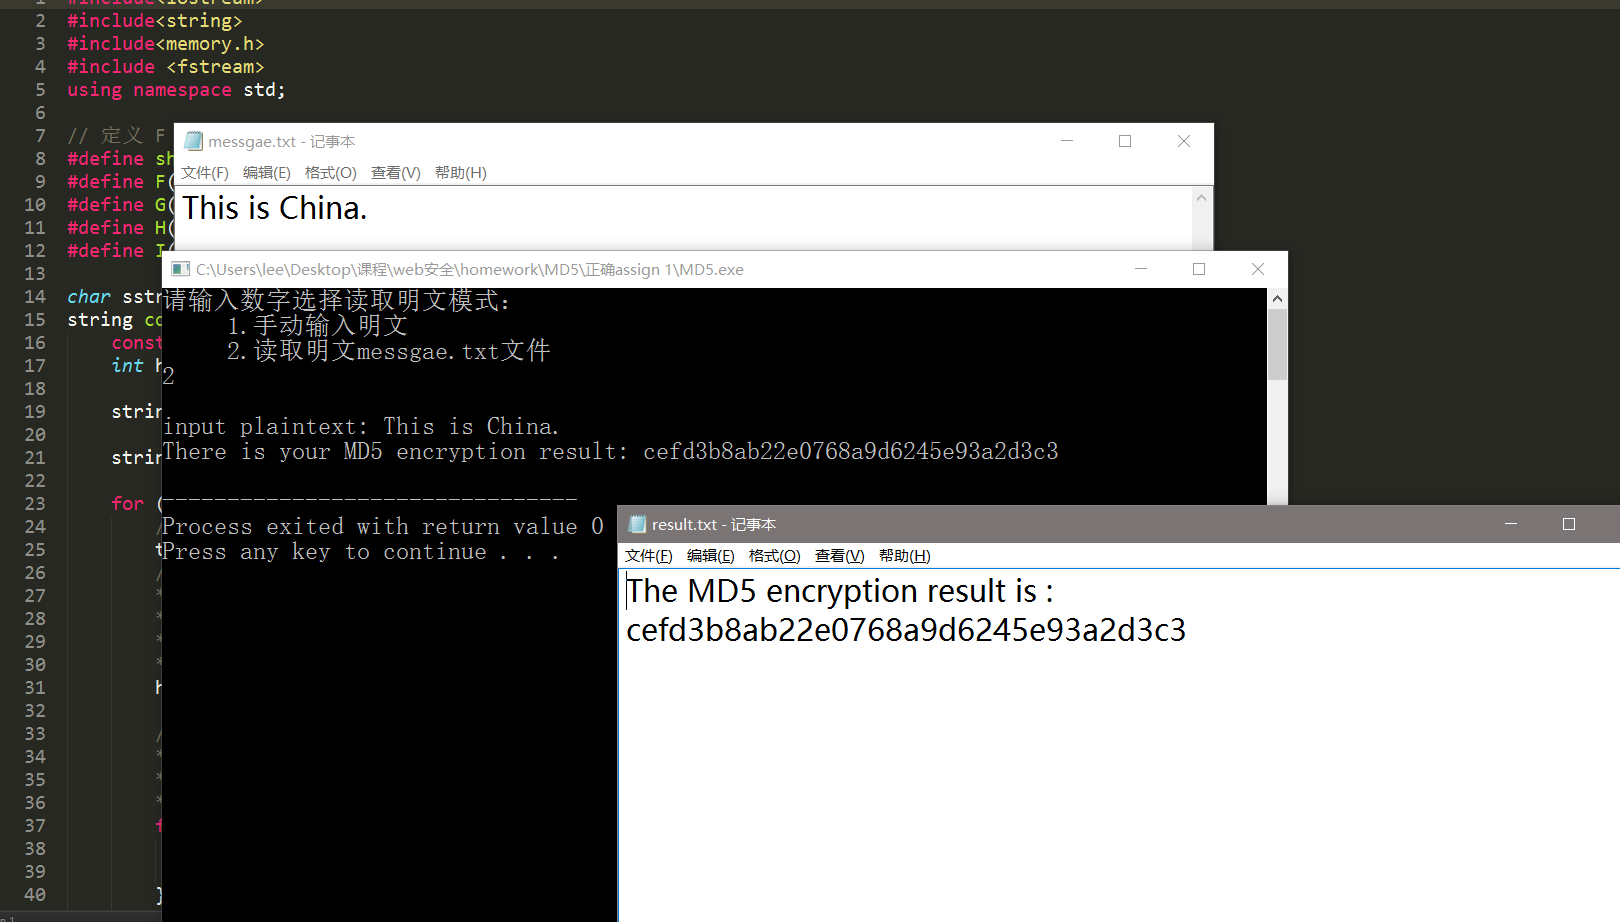 1 #include<iostream>
2 #include<string>
3 #include<memory.h>
4 #include <fstream>
5 using namespace std;
6
7 // 定义 F
8 #define sh
9 #define F(
10 #define G(
11 #define H(
12 #define I(
13
14 char sstr
15 string co
16 const
17 int h
18
19 strin
20
21 strin
22
23 for (
24 /
25 t
26 /
27 *
28 *
29 *
30 *
31 h
32
33 /
34 *
35 *
36 *
37 f
38
39
40 }
messgae.txt - 记事本
文件(F) 编辑(E) 格式(O) 查看(V) 帮助(H)
This is China.
C:\Users\lee\Desktop\课程\web安全\homework\MD5\正确assign 1\MD5.exe
请输入数字选择读取明文模式：
1.手动输入明文
2.读取明文messgae.txt文件
2
input plaintext: This is China.
There is your MD5 encryption result: cefd3b8ab22e0768a9d6245e93a2d3c3
--------------------------------
Process exited with return value 0
Press any key to continue . . .
result.txt - 记事本
文件(F) 编辑(E) 格式(O) 查看(V) 帮助(H)
The MD5 encryption result is :
cefd3b8ab22e0768a9d6245e93a2d3c3